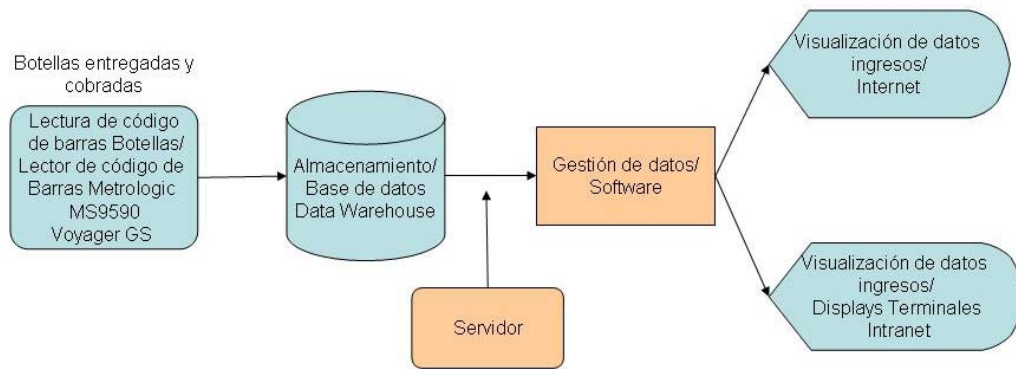 Botellas entregadas y
cobradas
Lectura de código
de barras Botellas/
Lector de código de
Barras Metrologic
MS9590
Voyager GS
Almacenamiento/
Base de datos
Data Warehouse
Servidor
Gestión de datos/
Software
Visualización de datos
ingresos/
Internet
Visualización de datos
ingresos/
Displays Terminales
Intranet